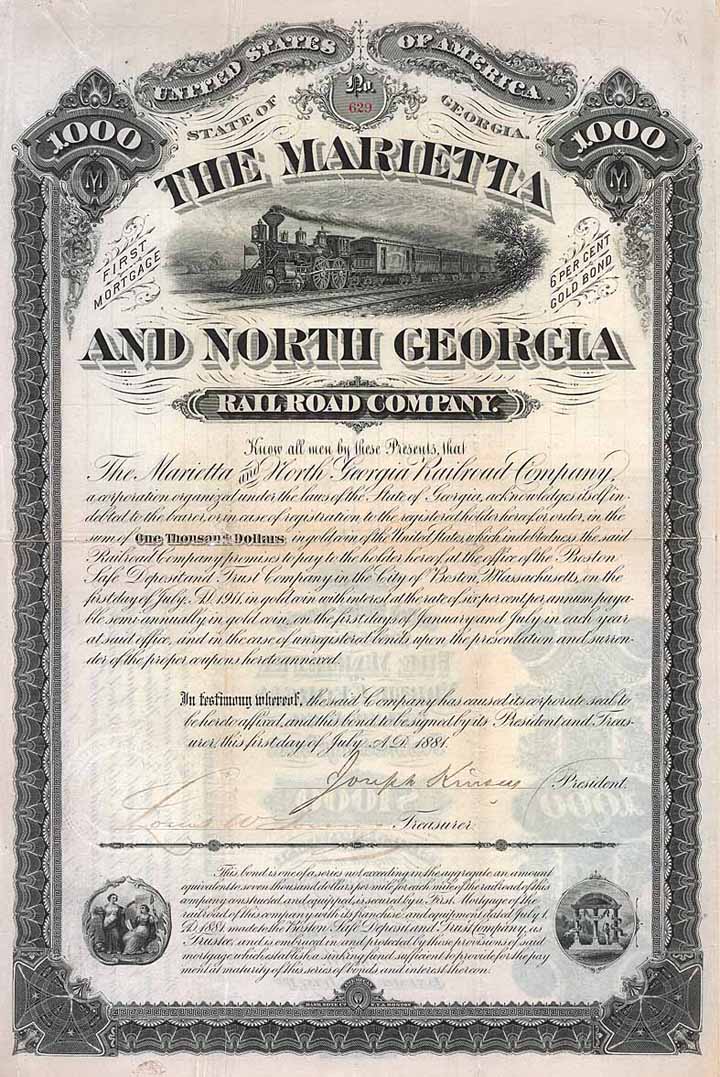 UNITED STATES OF AMERICA.
No.
629
STATE OF GEORGIA.
1000
1000
M
M
THE MARIETTA
FIRST
MORTGAGE
6 PER CENT
GOLD BOND
AND NORTH GEORGIA
RAILROAD COMPANY.
Know all men by these Presents, that
The Marietta and North Georgia Railroad Company,
a corporation organized under the laws of the State of Georgia, acknowledges itself in-
debted to the bearer, or in case of registration to the registered holder hereof or order, in the
sum of One Thousand Dollars in gold coin of the United States, which indebtedness the said
Railroad Company promises to pay to the holder hereof, at the office of the Boston
Safe Deposit and Trust Company in the City of Boston, Massachusetts, on the
first day of July, A.D. 1911, in gold coin with interest at the rate of six per cent per annum, paya-
ble semi-annually in gold coin, on the first days of January and July in each year
at said office, and in the case of unregistered bonds upon the presentation and surren-
der of the proper coupons hereto annexed.
In testimony whereof, the said Company has caused its corporate seal to
be hereto affixed, and this bond to be signed by its President and Treas-
urer, this first day of July A.D. 1881.
Joseph Kinsey President.
Louis W. Treasurer
This bond is one of a series not exceeding in the aggregate an amount
equivalent to seven thousand dollars per mile for each mile of the railroad of this
company constructed and equipped, is secured by a First Mortgage of the
railroad of this company with its franchise and equipment dated July 1,
A.D. 1881, made to the Boston Safe Deposit and Trust Company, as
Trustee, and is embraced in and protected by those provisions of said
mortgage which establish a sinking fund sufficient to provide for the pay
ment at maturity of this series of bonds and interest thereon.
BANK NOTE CO. BOSTON